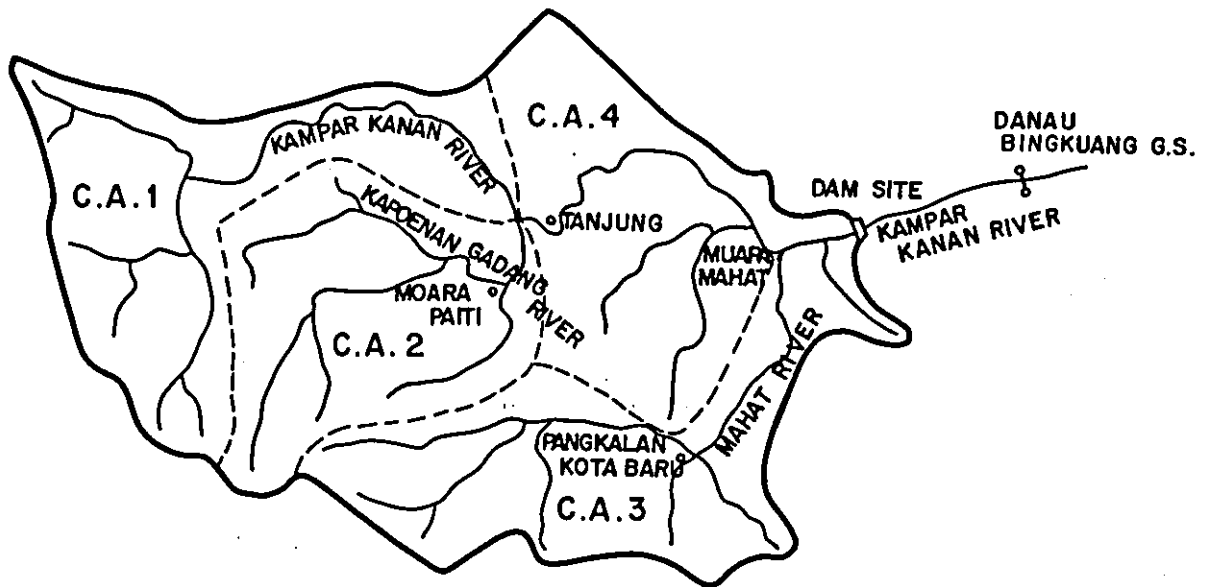 C.A.4
KAMPAR KANAN RIVER
DANAU
BINGKUANG G.S.
C.A.1
KAPOENAN GADANG RIVER
TANJUNG
DAM SITE
KAMPAR
KANAN RIVER
MUARA
MAHAT
MOARA
PAITI
C.A.2
MAHAT RIVER
PANGKALAN
KOTA BARU
C.A.3